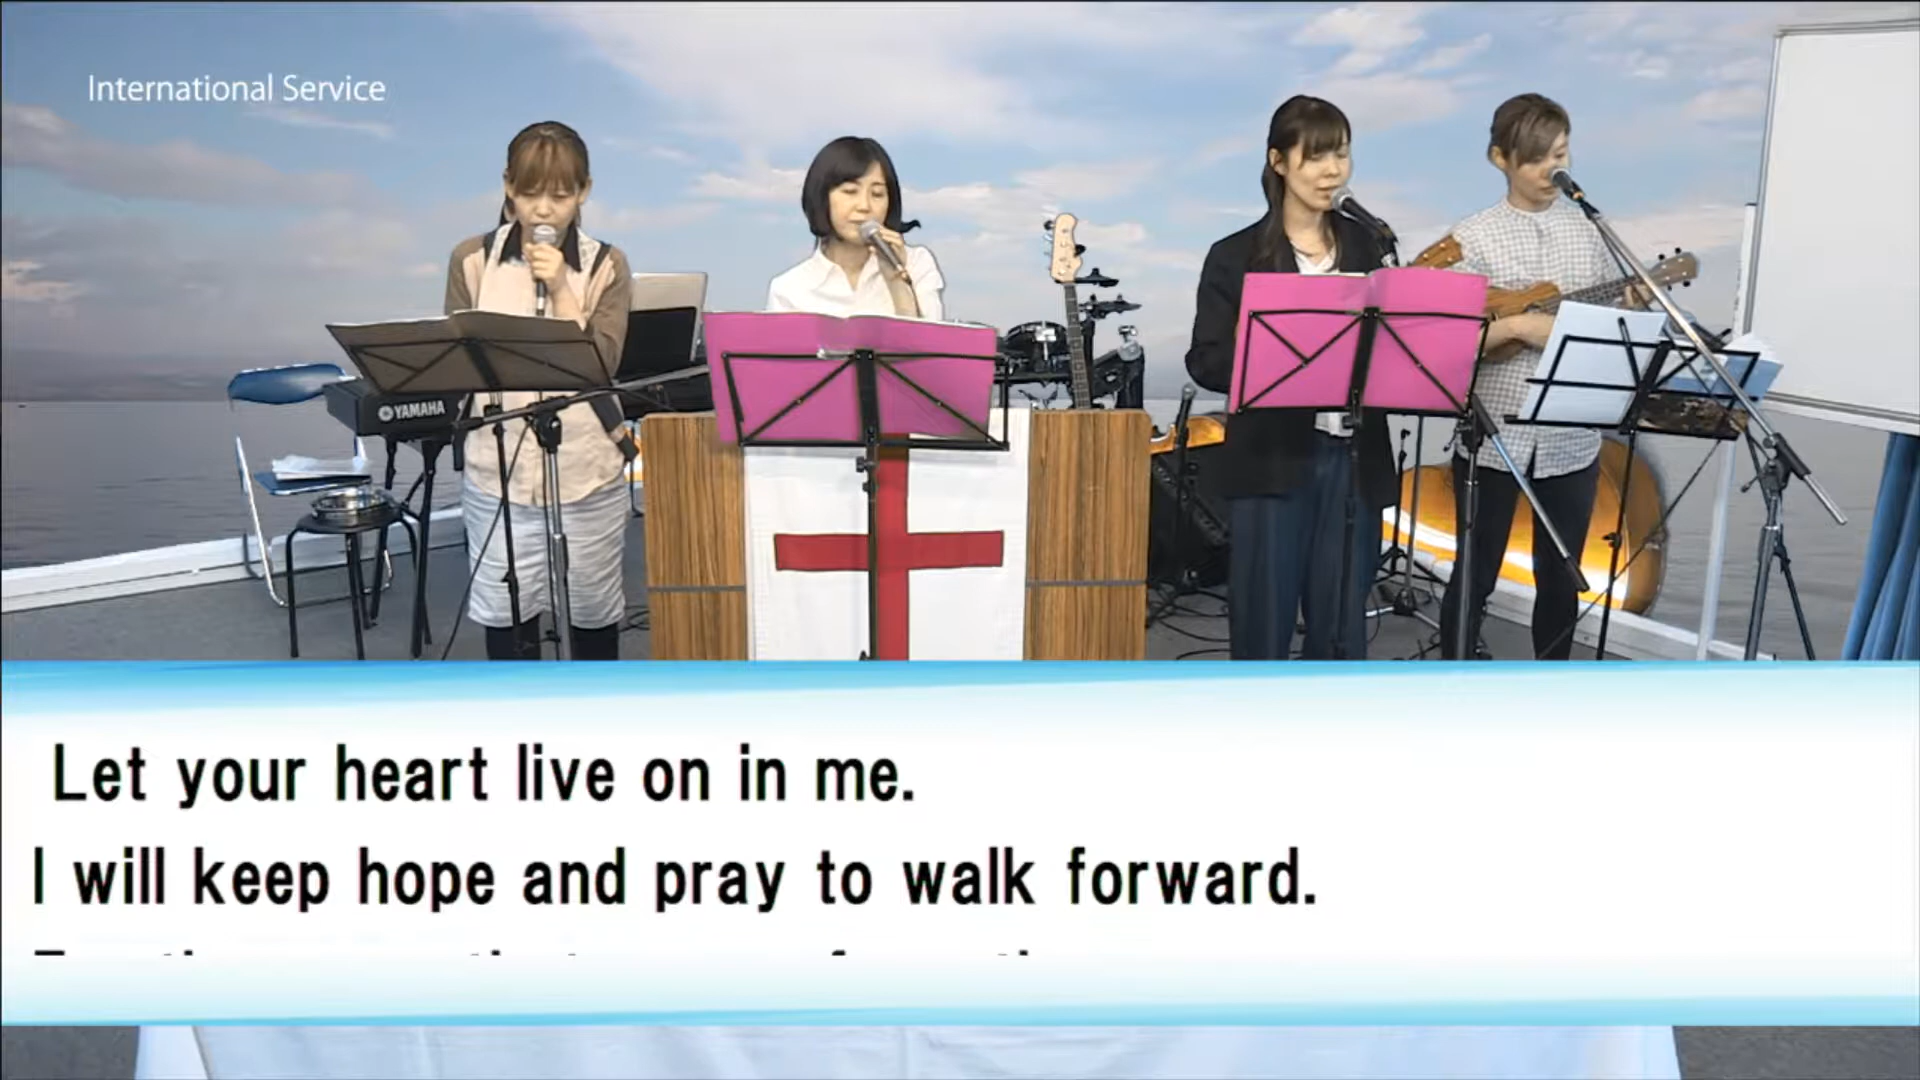 International Service
YAMAHA
Let your heart live on in me.
I will keep hope and pray to walk forward.